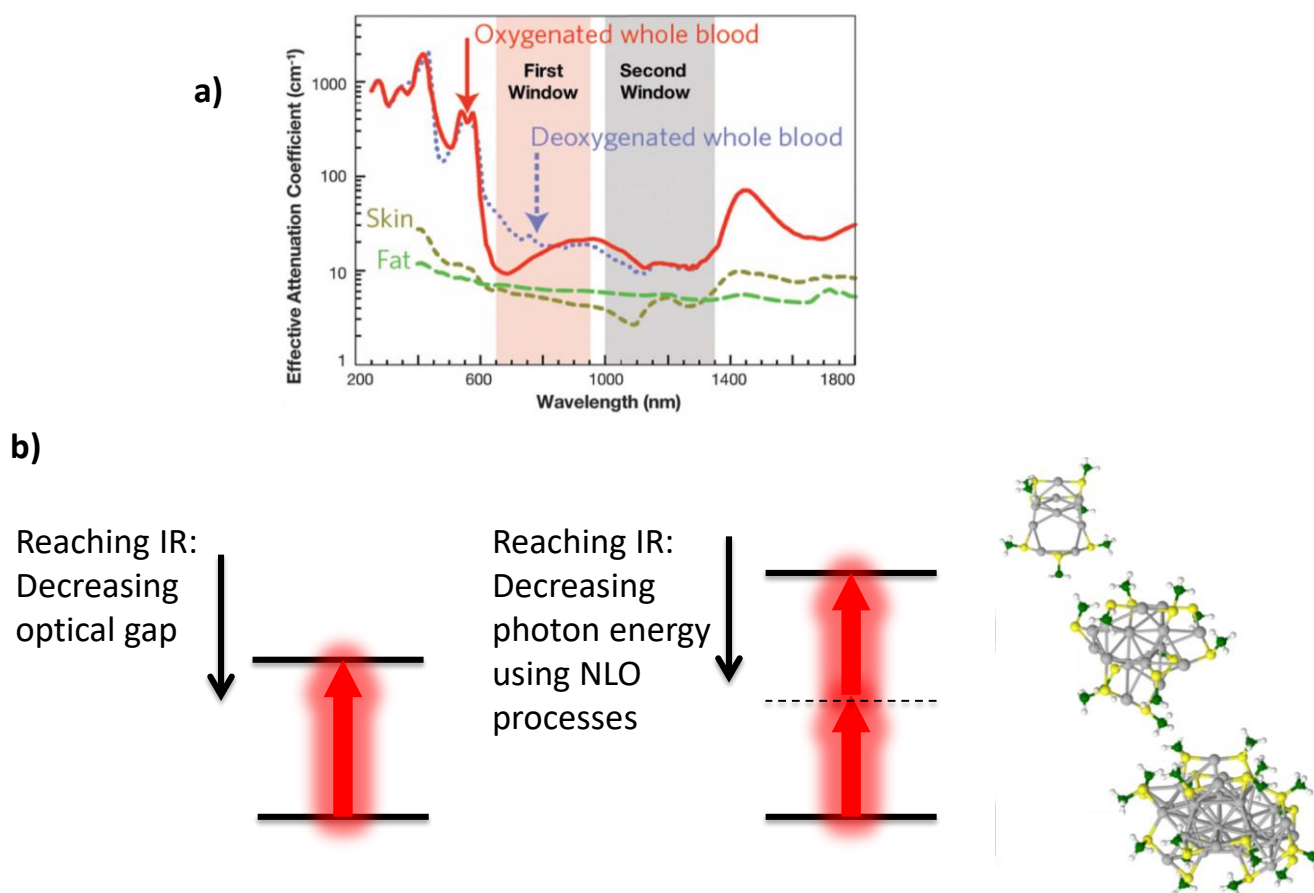 a)
Oxygenated whole blood
First
Window
Second
Window
Deoxygenated whole blood
Skin
Fat
Effective Attenuation Coefficient (cm⁻¹)
1000
100
10
1
200
600
1000
1400
1800
Wavelength (nm)
b)
Reaching IR:
Decreasing
optical gap
Reaching IR:
Decreasing
photon energy
using NLO
processes